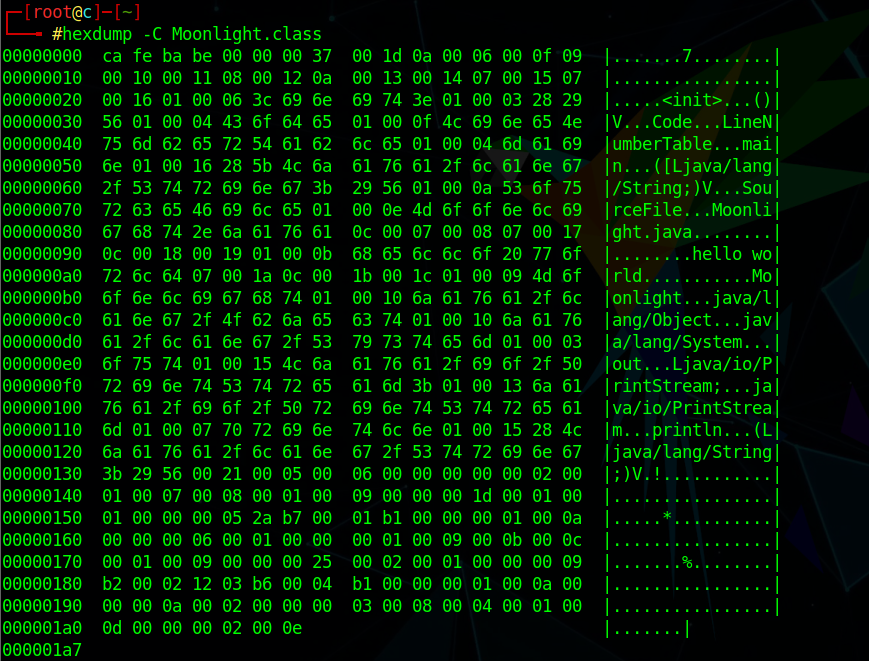 ┌─[root@c]─[~]
└──╼ #hexdump -C Moonlight.class
00000000  ca fe ba be 00 00 00 37  00 1d 0a 00 06 00 0f 09  |.......7........|
00000010  00 10 00 11 08 00 12 0a  00 13 00 14 07 00 15 07  |................|
00000020  00 16 01 00 06 3c 69 6e  69 74 3e 01 00 03 28 29  |.....<init>...()|
00000030  56 01 00 04 43 6f 64 65  01 00 0f 4c 69 6e 65 4e  |V...Code...LineN|
00000040  75 6d 62 65 72 54 61 62  6c 65 01 00 04 6d 61 69  |umberTable...mai|
00000050  6e 01 00 16 28 5b 4c 6a  61 76 61 2f 6c 61 6e 67  |n...([Ljava/lang|
00000060  2f 53 74 72 69 6e 67 3b  29 56 01 00 0a 53 6f 75  |/String;)V...Sou|
00000070  72 63 65 46 69 6c 65 01  00 0e 4d 6f 6f 6e 6c 69  |rceFile...Moonli|
00000080  67 68 74 2e 6a 61 76 61  0c 00 07 00 08 07 00 17  |ght.java........|
00000090  0c 00 18 00 19 01 00 0b  68 65 6c 6c 6f 20 77 6f  |........hello wo|
000000a0  72 6c 64 07 00 1a 0c 00  1b 00 1c 01 00 09 4d 6f  |rld...........Mo|
000000b0  6f 6e 6c 69 67 68 74 01  00 10 6a 61 76 61 2f 6c  |onlight...java/l|
000000c0  61 6e 67 2f 4f 62 6a 65  63 74 01 00 10 6a 61 76  |ang/Object...jav|
000000d0  61 2f 6c 61 6e 67 2f 53  79 73 74 65 6d 01 00 03  |a/lang/System...|
000000e0  6f 75 74 01 00 15 4c 6a  61 76 61 2f 69 6f 2f 50  |out...Ljava/io/P|
000000f0  72 69 6e 74 53 74 72 65  61 6d 3b 01 00 13 6a 61  |rintStream;...ja|
00000100  76 61 2f 69 6f 2f 50 72  69 6e 74 53 74 72 65 61  |va/io/PrintStrea|
00000110  6d 01 00 07 70 72 69 6e  74 6c 6e 01 00 15 28 4c  |m...println...(L|
00000120  6a 61 76 61 2f 6c 61 6e  67 2f 53 74 72 69 6e 67  |java/lang/String|
00000130  3b 29 56 00 21 00 05 00  06 00 00 00 00 00 02 00  |;)V.!...........|
00000140  01 00 07 00 08 00 01 00  09 00 00 00 1d 00 01 00  |................|
00000150  01 00 00 00 05 2a b7 00  01 b1 00 00 00 01 00 0a  |.....*..........|
00000160  00 00 00 06 00 01 00 00  00 01 00 09 00 0b 00 0c  |................|
00000170  00 01 00 09 00 00 00 25  00 02 00 01 00 00 00 09  |.......%........|
00000180  b2 00 02 12 03 b6 00 04  b1 00 00 00 01 00 0a 00  |................|
00000190  00 00 0a 00 02 00 00 00  03 00 08 00 04 00 01 00  |................|
000001a0  0d 00 00 00 02 00 0e                              |.......|
000001a7